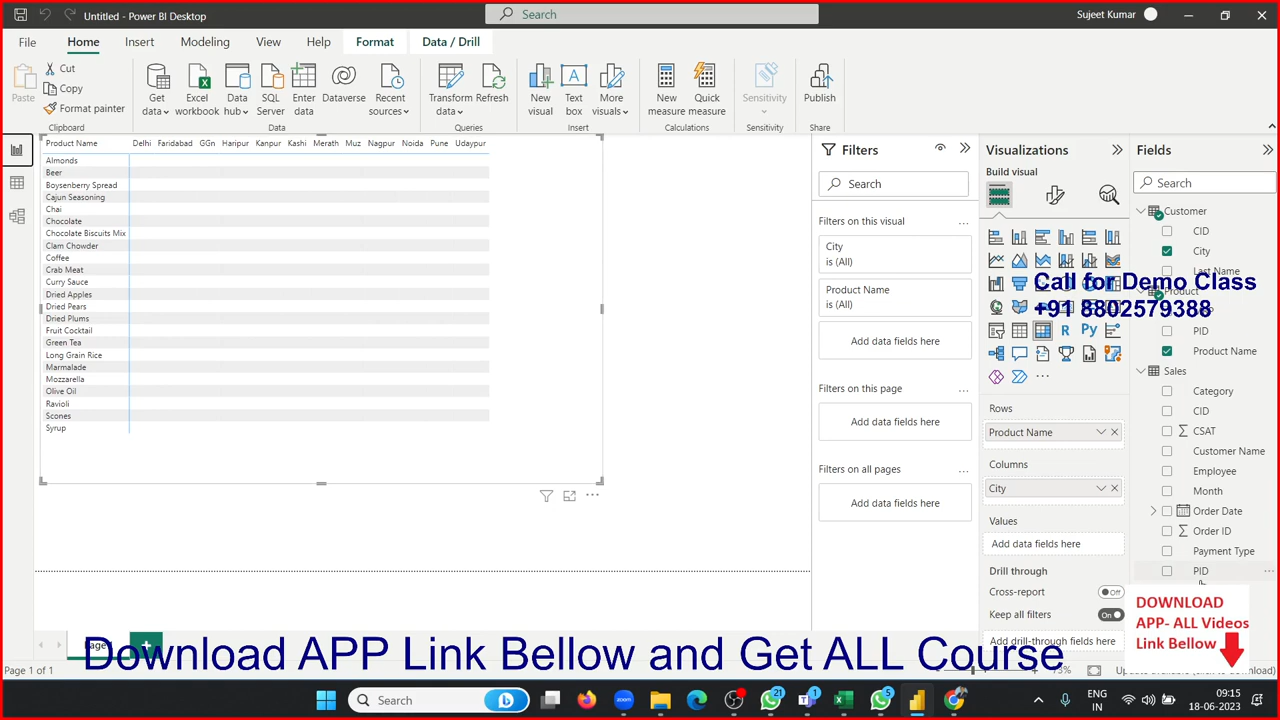 Untitled - Power BI Desktop
Search
Sujeet Kumar
File Home Insert Modeling View Help Format Data / Drill
Paste
Cut
Copy
Format painter
Clipboard
Get data
Excel workbook
Data hub
SQL Server
Enter data
Dataverse
Recent sources
Data
Transform data
Refresh
Queries
New visual
Text box
More visuals
Insert
New measure
Quick measure
Calculations
Sensitivity
Sensitivity
Publish
Share
Product Name Delhi Faridabad GGn Haripur Kanpur Kashi Merath Muz Nagpur Noida Pune Udaypur
Almonds
Beer
Boysenberry Spread
Cajun Seasoning
Chai
Chocolate
Chocolate Biscuits Mix
Clam Chowder
Coffee
Crab Meat
Curry Sauce
Dried Apples
Dried Pears
Dried Plums
Fruit Cocktail
Green Tea
Long Grain Rice
Marmalade
Mozzarella
Olive Oil
Ravioli
Scones
Syrup
Filters
Search
Filters on this visual
City
is (All)
Product Name
is (All)
Add data fields here
Filters on this page
Add data fields here
Filters on all pages
Add data fields here
Visualizations
Build visual
R Py
Rows
Product Name
Columns
City
Values
Add data fields here
Drill through
Cross-report
Off
Keep all filters
On
Add drill-through fields here
Fields
Search
Customer
CID
City
Last Name
Product
PID
Product Name
Sales
Category
CID
CSAT
Customer Name
Employee
Month
Order Date
Order ID
Payment Type
PID
Call for Demo Class
+91 8802579388
DOWNLOAD
APP- ALL Videos
Link Bellow
Download APP Link Bellow and Get ALL Course
Page 1 of 1
Search
21
1
5
ENG
IN
09:15
18-06-2023